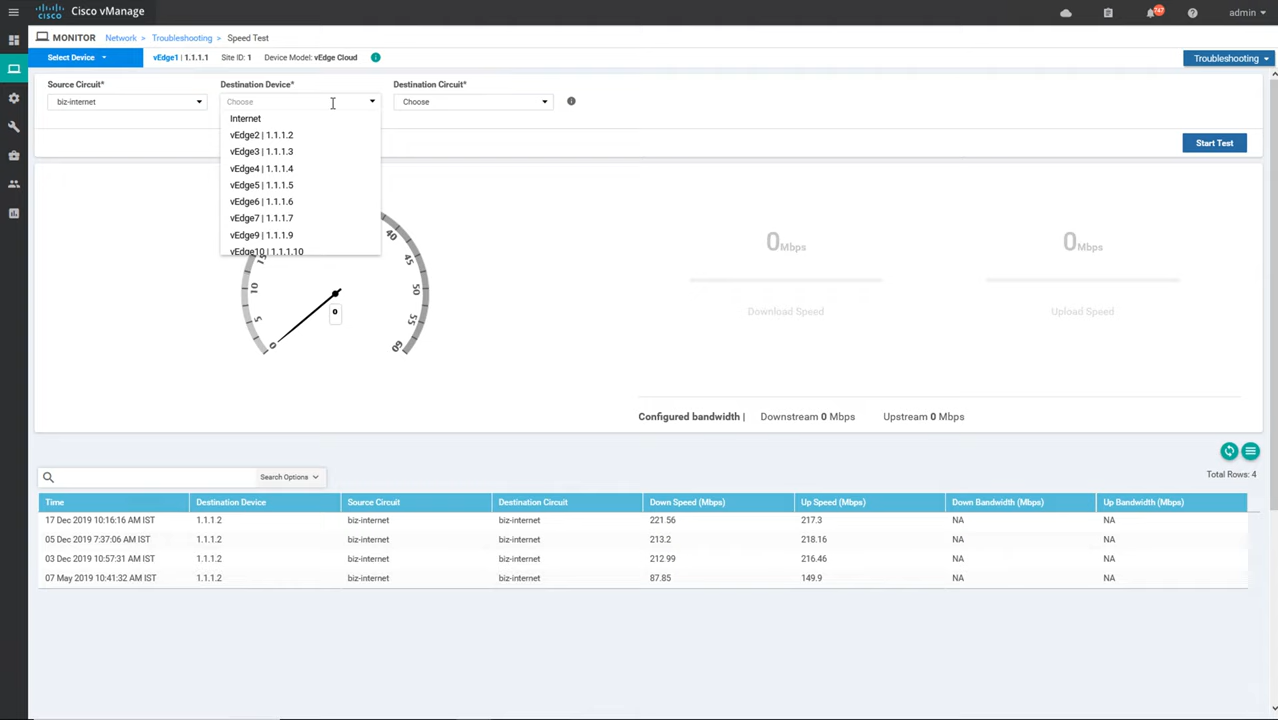 CISCO Cisco vManage 747 admin
MONITOR Network > Troubleshooting > Speed Test
Select Device vEdge1 | 1.1.1.1 Site ID: 1 Device Model: vEdge Cloud Troubleshooting
Source Circuit* Destination Device* Destination Circuit*
biz-internet Choose Choose
Internet
vEdge2 | 1.1.1.2
vEdge3 | 1.1.1.3
Start Test
vEdge4 | 1.1.1.4
vEdge5 | 1.1.1.5
vEdge6 | 1.1.1.6
vEdge7 | 1.1.1.7
vEdge9 | 1.1.1.9
vEdge10 | 1.1.1.10
0 5 10 15 40 45 50 55 60
0
0 Mbps 0 Mbps
Download Speed Upload Speed
Configured bandwidth | Downstream 0 Mbps Upstream 0 Mbps
Search Options
Total Rows: 4
Time Destination Device Source Circuit Destination Circuit Down Speed (Mbps) Up Speed (Mbps) Down Bandwidth (Mbps) Up Bandwidth (Mbps)
17 Dec 2019 10:16:16 AM IST 1.1.1.2 biz-internet biz-internet 221.56 217.3 NA NA
05 Dec 2019 7:37:06 AM IST 1.1.1.2 biz-internet biz-internet 213.2 218.16 NA NA
03 Dec 2019 10:57:31 AM IST 1.1.1.2 biz-internet biz-internet 212.99 216.46 NA NA
07 May 2019 10:41:32 AM IST 1.1.1.2 biz-internet biz-internet 87.85 149.9 NA NA